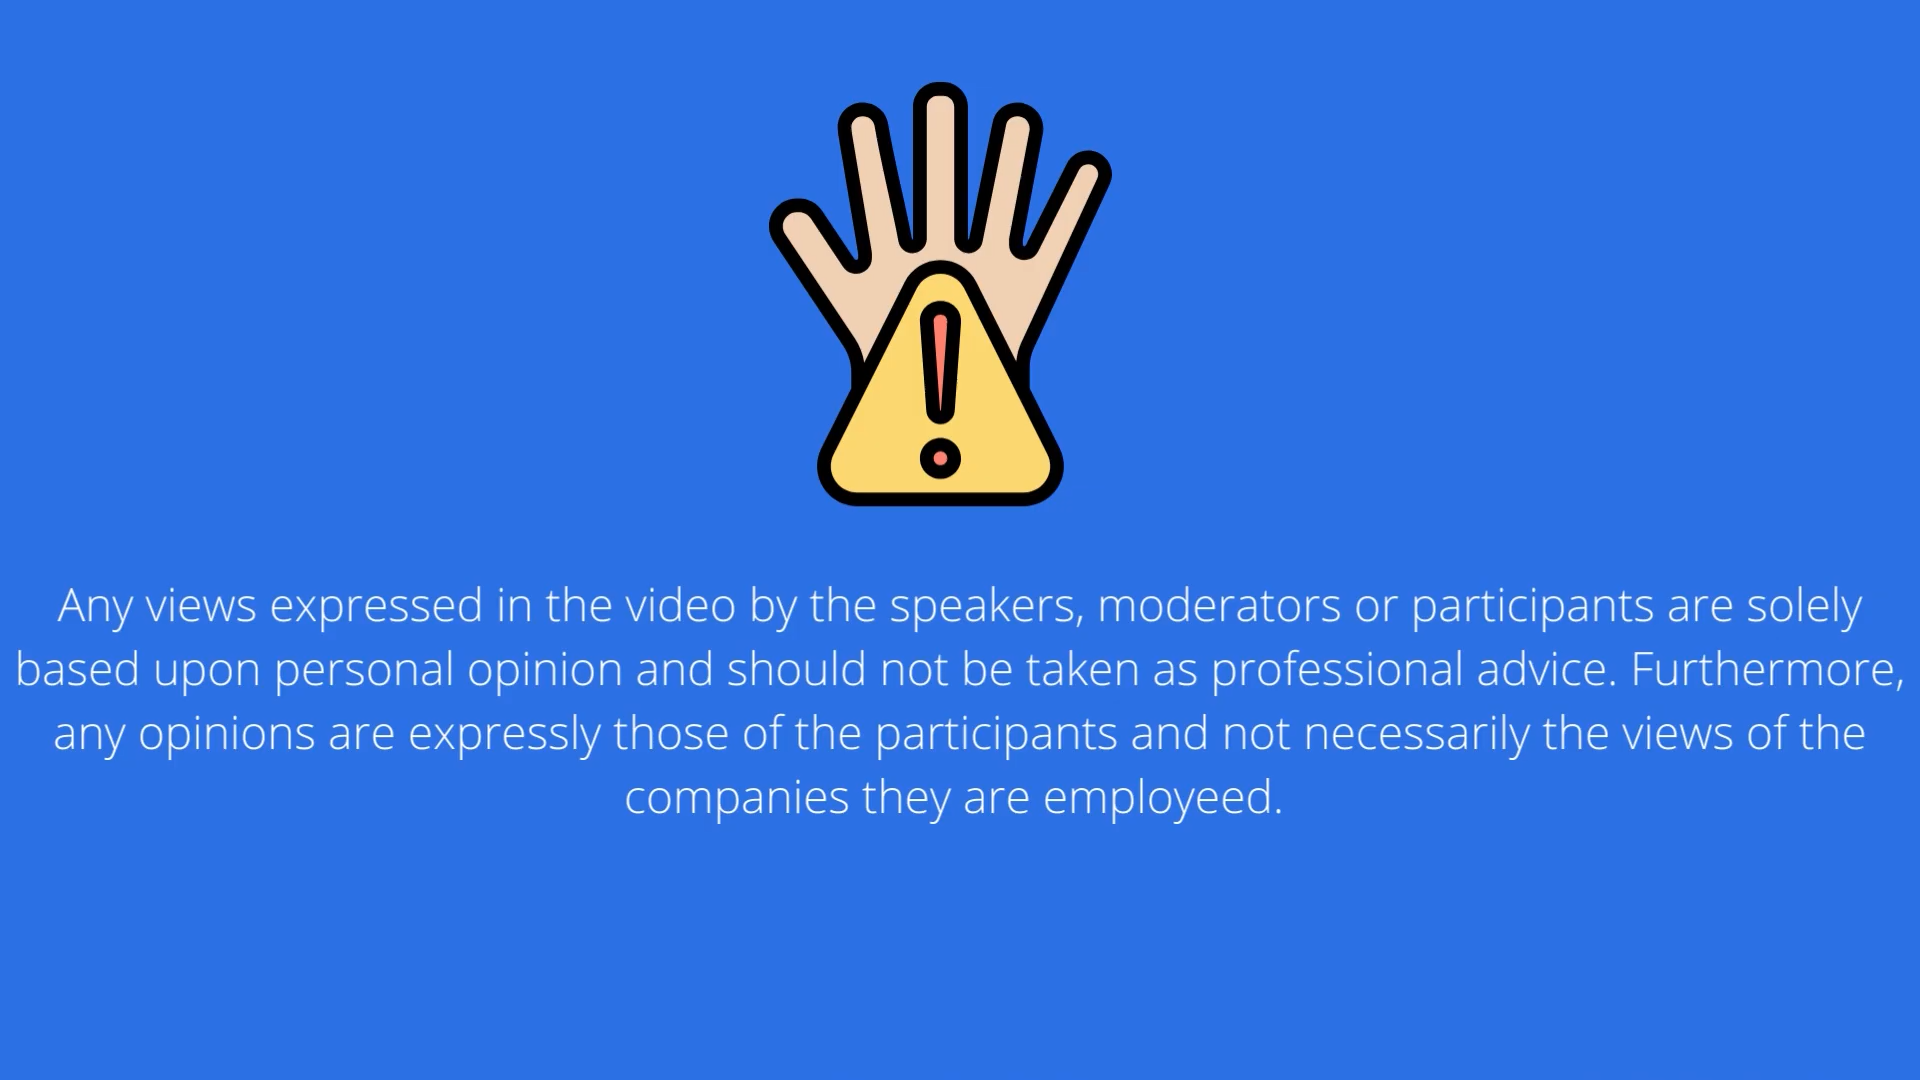 Any views expressed in the video by the speakers, moderators or participants are solely
based upon personal opinion and should not be taken as professional advice. Furthermore,
any opinions are expressly those of the participants and not necessarily the views of the
companies they are employeed.